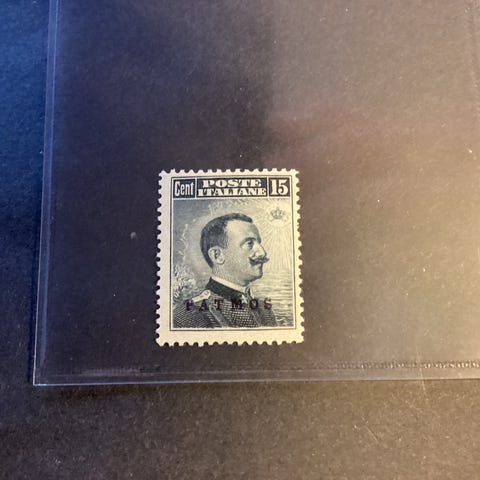 Cent POSTE ITALIANE 15
PATMOS